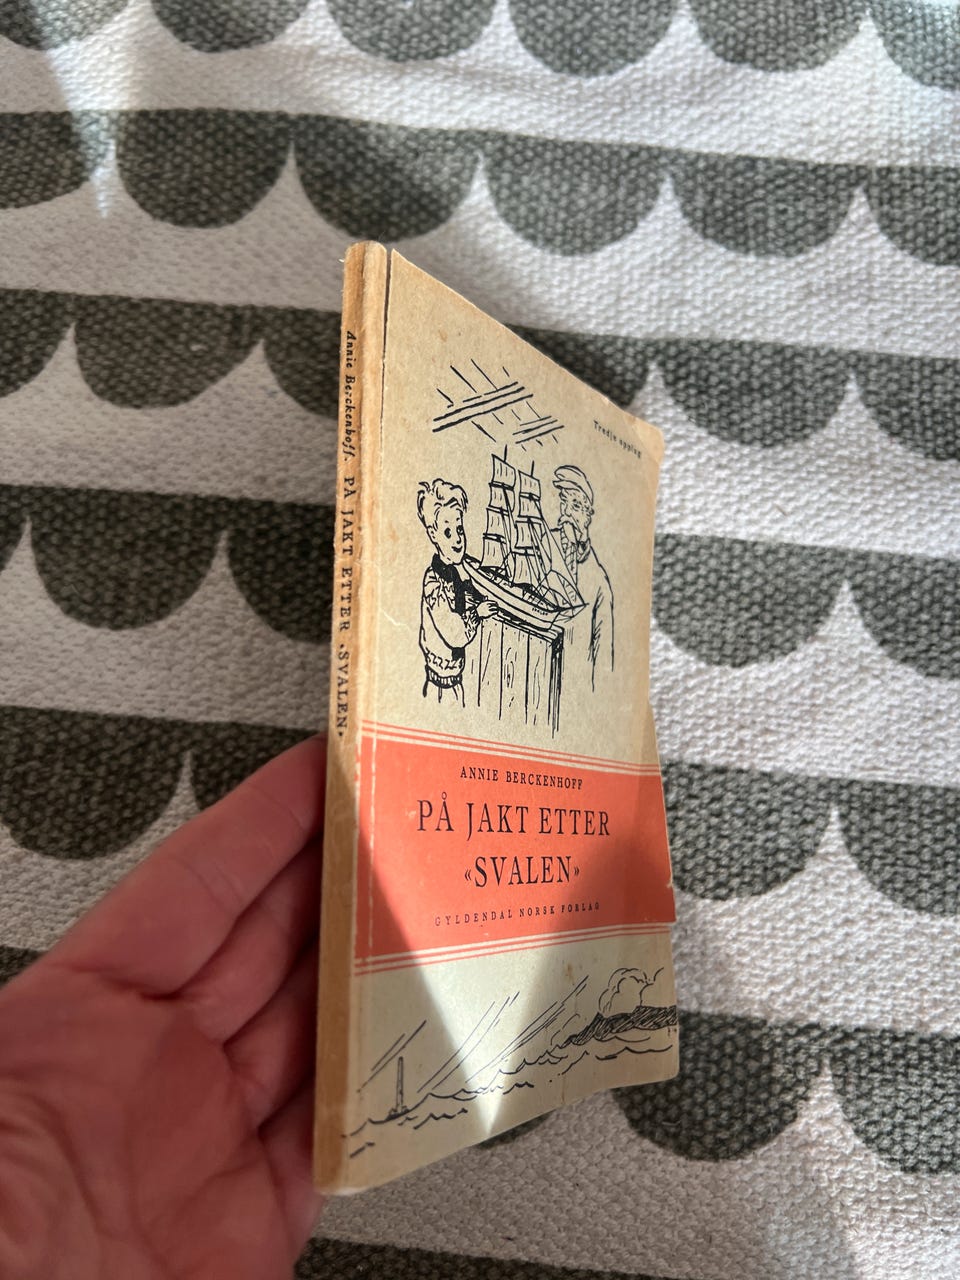 Annie Berckenhoff. PÅ JAKT ETTER «SVALEN»
Tredje opplag
ANNIE BERCKENHOFF
PÅ JAKT ETTER
«SVALEN»
GYLDENDAL NORSK FORLAG